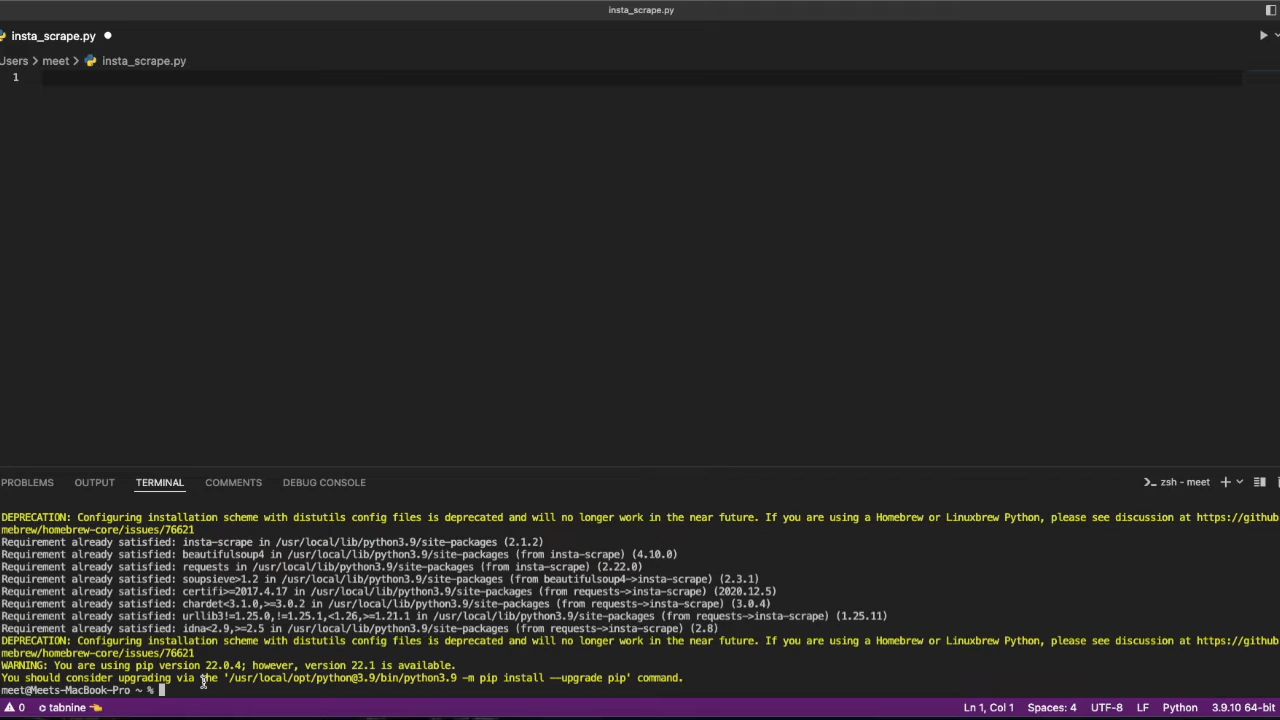 insta_scrape.py
insta_scrape.py
Users > meet > insta_scrape.py
1
PROBLEMS OUTPUT TERMINAL COMMENTS DEBUG CONSOLE zsh - meet
DEPRECATION: Configuring installation scheme with distutils config files is deprecated and will no longer work in the near future. If you are using a Homebrew or Linuxbrew Python, please see discussion at https://github
mebrew/homebrew-core/issues/76621
Requirement already satisfied: insta-scrape in /usr/local/lib/python3.9/site-packages (2.1.2)
Requirement already satisfied: beautifulsoup4 in /usr/local/lib/python3.9/site-packages (from insta-scrape) (4.10.0)
Requirement already satisfied: requests in /usr/local/lib/python3.9/site-packages (from insta-scrape) (2.22.0)
Requirement already satisfied: soupsieve>1.2 in /usr/local/lib/python3.9/site-packages (from beautifulsoup4->insta-scrape) (2.3.1)
Requirement already satisfied: certifi>=2017.4.17 in /usr/local/lib/python3.9/site-packages (from requests->insta-scrape) (2020.12.5)
Requirement already satisfied: chardet<3.1.0,>=3.0.2 in /usr/local/lib/python3.9/site-packages (from requests->insta-scrape) (3.0.4)
Requirement already satisfied: urllib3!=1.25.0,!=1.25.1,<1.26,>=1.21.1 in /usr/local/lib/python3.9/site-packages (from requests->insta-scrape) (1.25.11)
Requirement already satisfied: idna<2.9,>=2.5 in /usr/local/lib/python3.9/site-packages (from requests->insta-scrape) (2.8)
DEPRECATION: Configuring installation scheme with distutils config files is deprecated and will no longer work in the near future. If you are using a Homebrew or Linuxbrew Python, please see discussion at https://github
mebrew/homebrew-core/issues/76621
WARNING: You are using pip version 22.0.4; however, version 22.1 is available.
You should consider upgrading via the '/usr/local/opt/python@3.9/bin/python3.9 -m pip install --upgrade pip' command.
meet@Meets-MacBook-Pro ~ %
0 tabnine Ln 1, Col 1 Spaces: 4 UTF-8 LF Python 3.9.10 64-bit